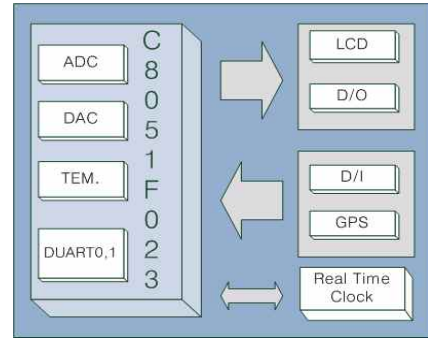 ADC
DAC
TEM.
DUART0,1
C
8
0
5
1
F
0
2
3
LCD
D/O
D/I
GPS
Real Time
Clock